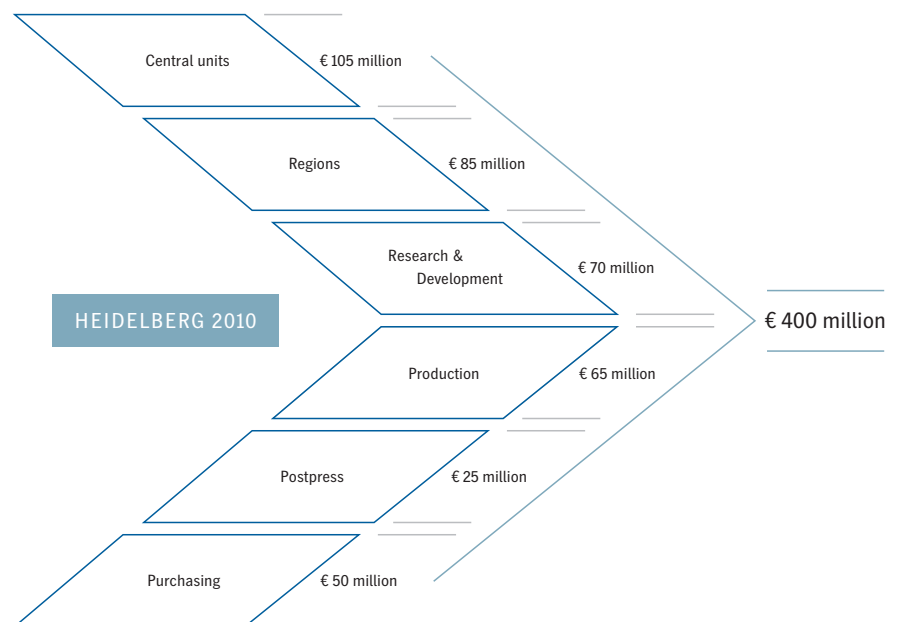 Central units
€ 105 million
Regions
€ 85 million
Research &
Development
€ 70 million
HEIDELBERG 2010
€ 400 million
Production
€ 65 million
Postpress
€ 25 million
Purchasing
€ 50 million